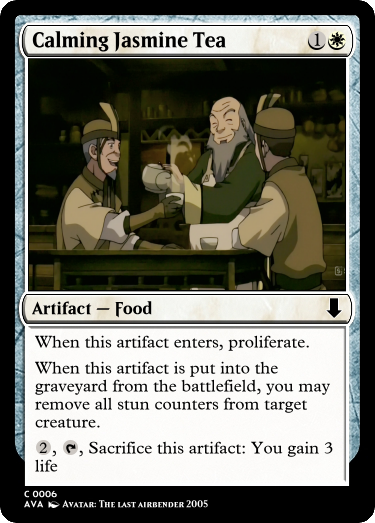 Calming Jasmine Tea 1
Artifact — Food
When this artifact enters, proliferate.
When this artifact is put into the
graveyard from the battlefield, you may
remove all stun counters from target
creature.
2, , Sacrifice this artifact: You gain 3
life
C 0006
AVA Avatar: The last airbender 2005